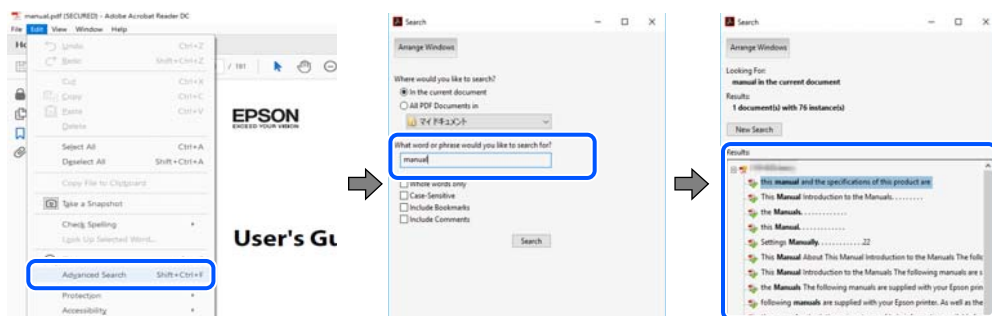 manual.pdf (SECURED) - Adobe Acrobat Reader DC
File Edit View Window Help
Undo Ctrl+Z
Redo Shift+Ctrl+Z
Cut Ctrl+X
Copy Ctrl+C
Paste Ctrl+V
Delete
Select All Ctrl+A
Deselect All Shift+Ctrl+A
Copy File to Clipboard
Take a Snapshot
Check Spelling
Look Up Selected Word...
Advanced Search Shift+Ctrl+F
Protection
Accessibility
/ 191
EPSON
EXCEED YOUR VISION
User's Gu
Search
Arrange Windows
Where would you like to search?
In the current document
All PDF Documents in
マイ ドキュメント
What word or phrase would you like to search for?
manual
Whole words only
Case-Sensitive
Include Bookmarks
Include Comments
Search
Search
Arrange Windows
Looking For:
manual in the current document
Results:
1 document(s) with 76 instance(s)
New Search
Results:
this manual and the specifications of this product are
This Manual Introduction to the Manuals. . . . . . . . .
the Manuals. . . . . . . . . . . . .
this Manual. . . . . . . . . . . . .
Settings Manually. . . . . . . . . . . . .22
This Manual About This Manual Introduction to the Manuals The follo
This Manual Introduction to the Manuals The following manuals are s
the Manuals The following manuals are supplied with your Epson prin
following manuals are supplied with your Epson printer. As well as the